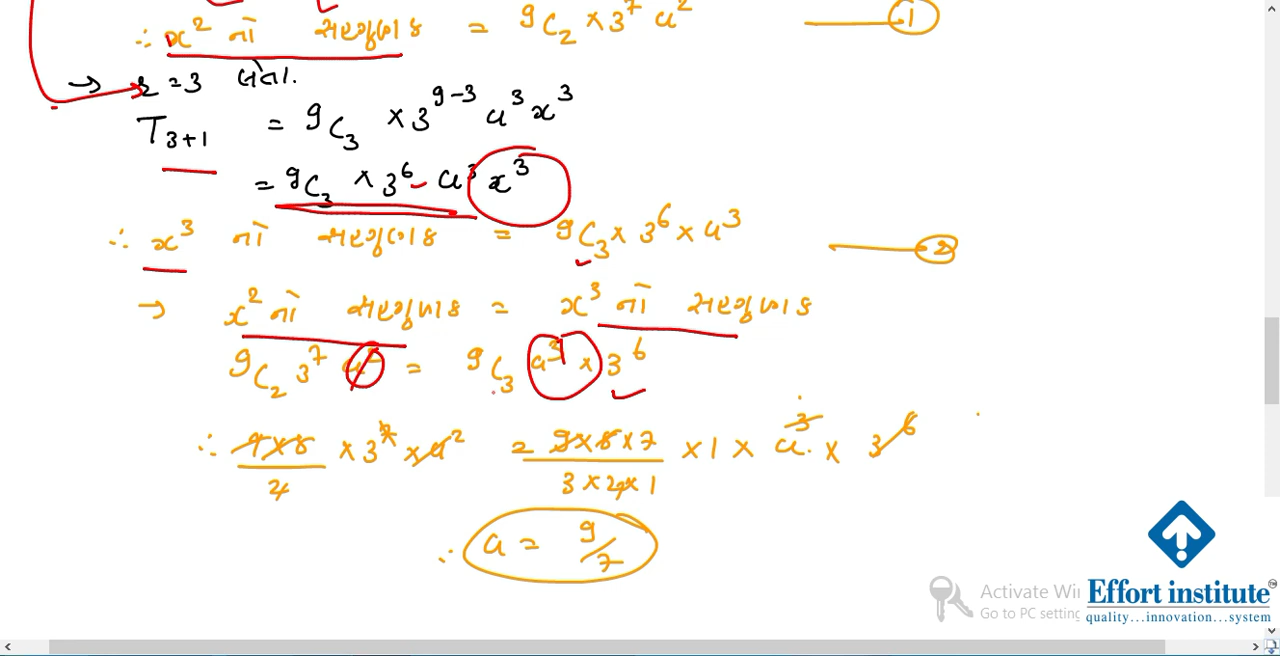 ∴ x² નો સહગુણક = 9C₂ × 3⁷ a² ——— ①
→ r = 3 લેતા.
T₃₊₁ = 9C₃ × 3⁹⁻³ a³ x³
= 9C₃ × 3⁶ a³ x³
∴ x³ નો સહગુણક = 9C₃ × 3⁶ × a³ ——— ②
→ x² નો સહગુણક = x³ નો સહગુણક
9C₂ 3⁷ a² = 9C₃ a³ × 3⁶
∴ 9×8/2 × 3⁷ × a² = 9×8×7/3×2×1 × 1 × a³ × 3⁶
∴ a = 9/7
Activate Wi
Go to PC setting
Effort institute™
quality...innovation...system